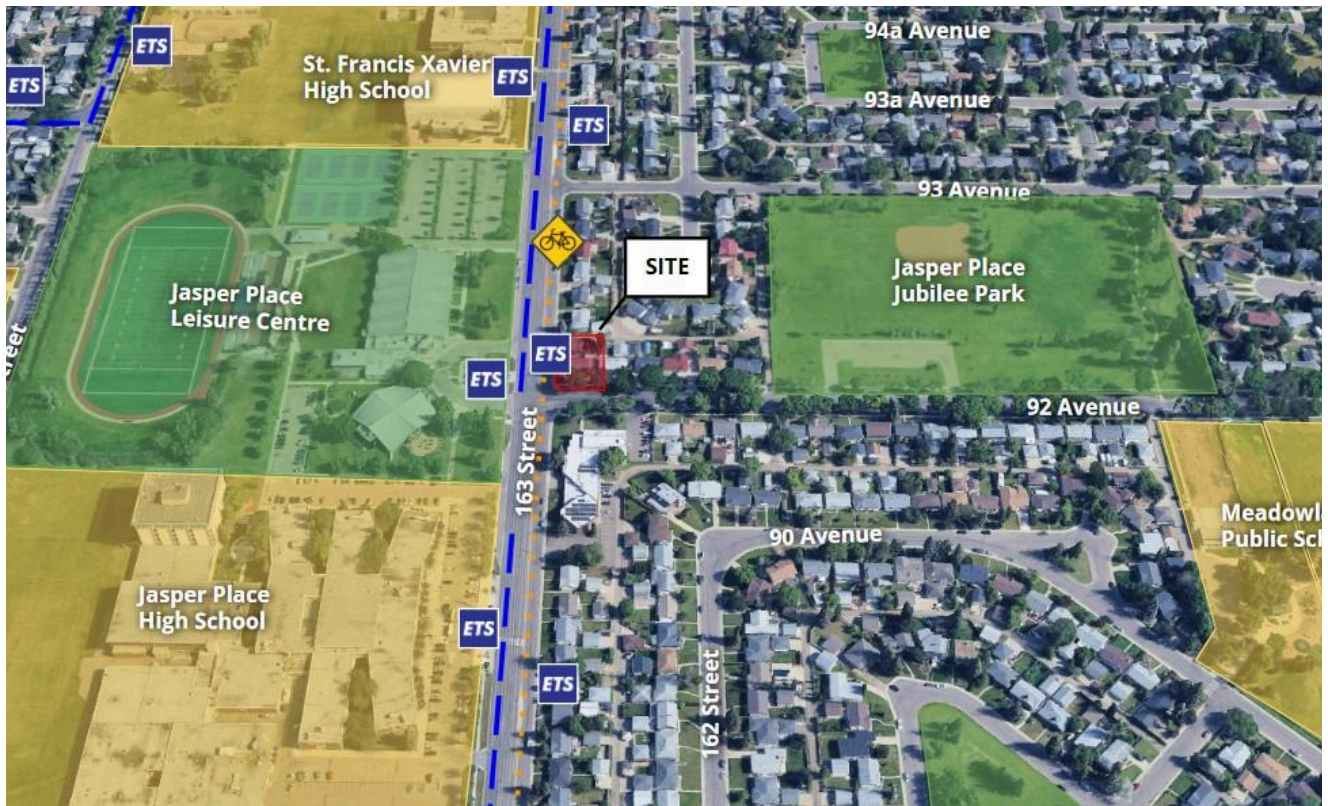 ETS
ETS
St. Francis Xavier
High School
ETS
ETS
94a Avenue
93a Avenue
93 Avenue
SITE
Jasper Place
Leisure Centre
Jasper Place
Jubilee Park
ETS
ETS
92 Avenue
163 Street
90 Avenue
Public
Jasper Place
High School
ETS
ETS
162 Street